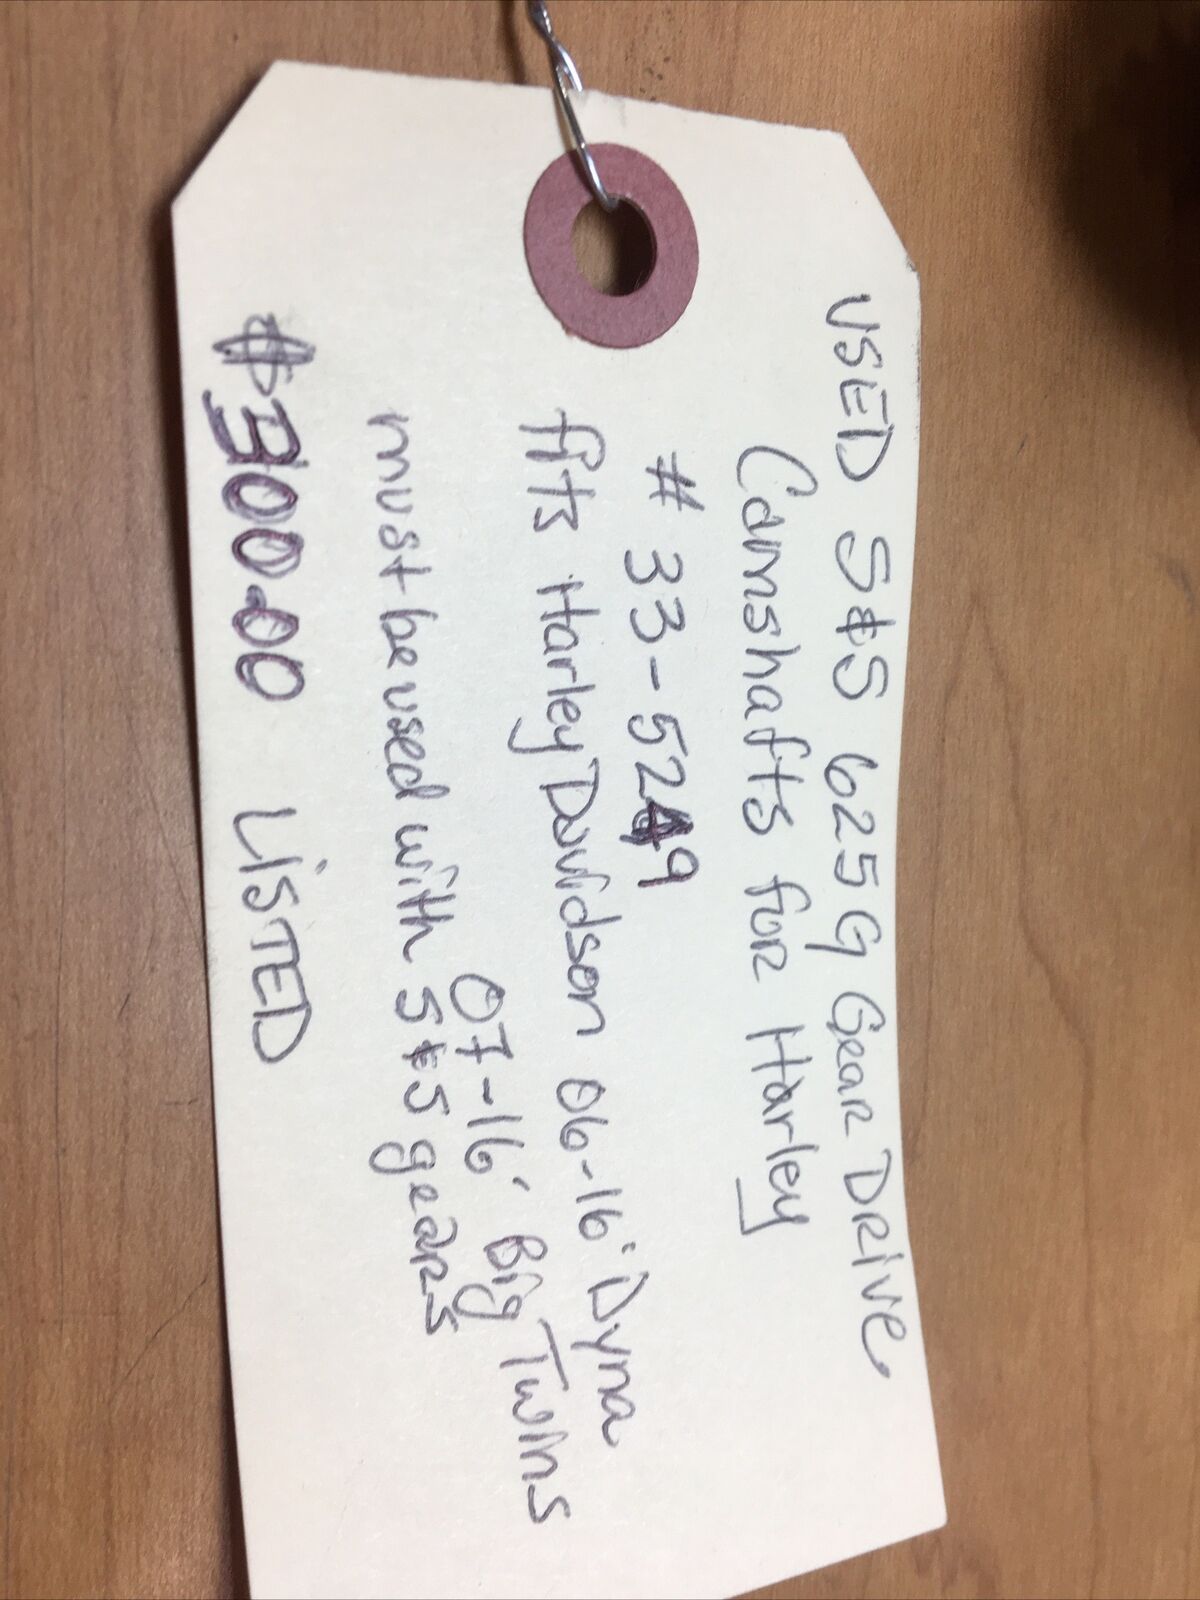 USED S&S 625G Gear Drive
Camshafts for Harley
# 33-5249
fits Harley Davidson 06-16' Dyna
07-16' Big Twins
must be used with S&S gears
$300.00 LISTED